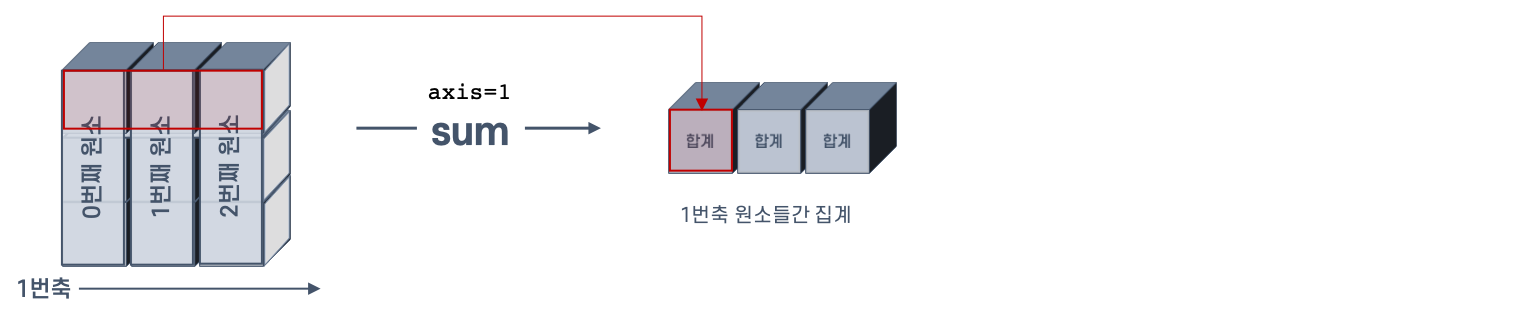 0번째 원소
1번째 원소
2번째 원소
1번축
axis=1
sum
합계
합계
합계
1번축 원소들간 집계